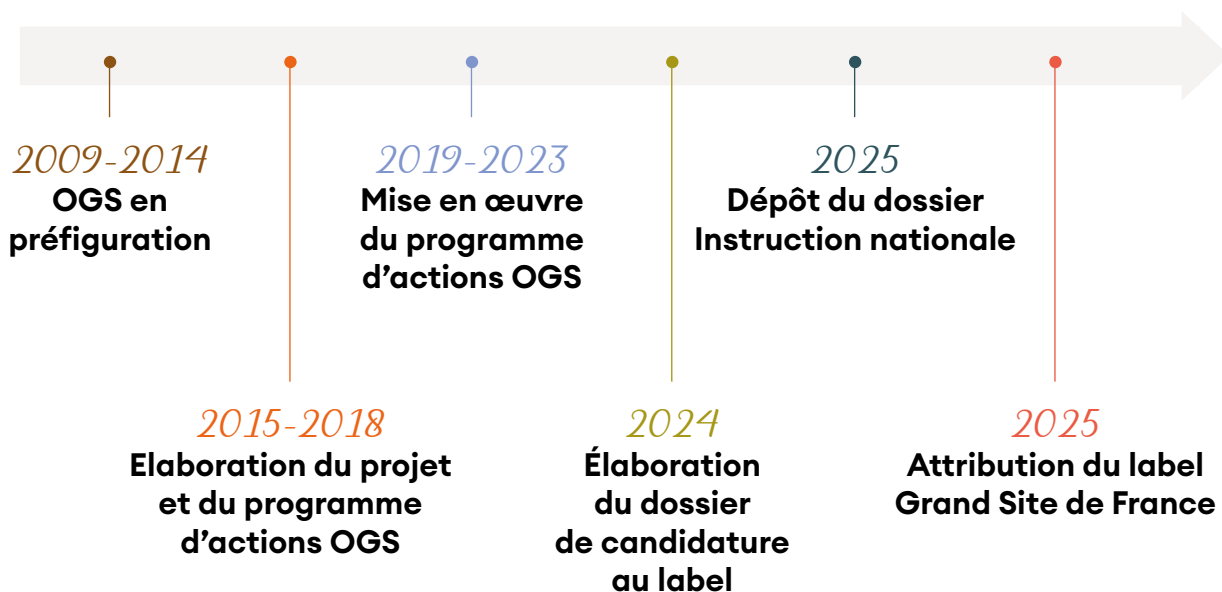 2009-2014
OGS en
préfiguration
2015-2018
Elaboration du projet
et du programme
d’actions OGS
2019-2023
Mise en œuvre
du programme
d’actions OGS
2024
Élaboration
du dossier
de candidature
au label
2025
Dépôt du dossier
Instruction nationale
2025
Attribution du label
Grand Site de France